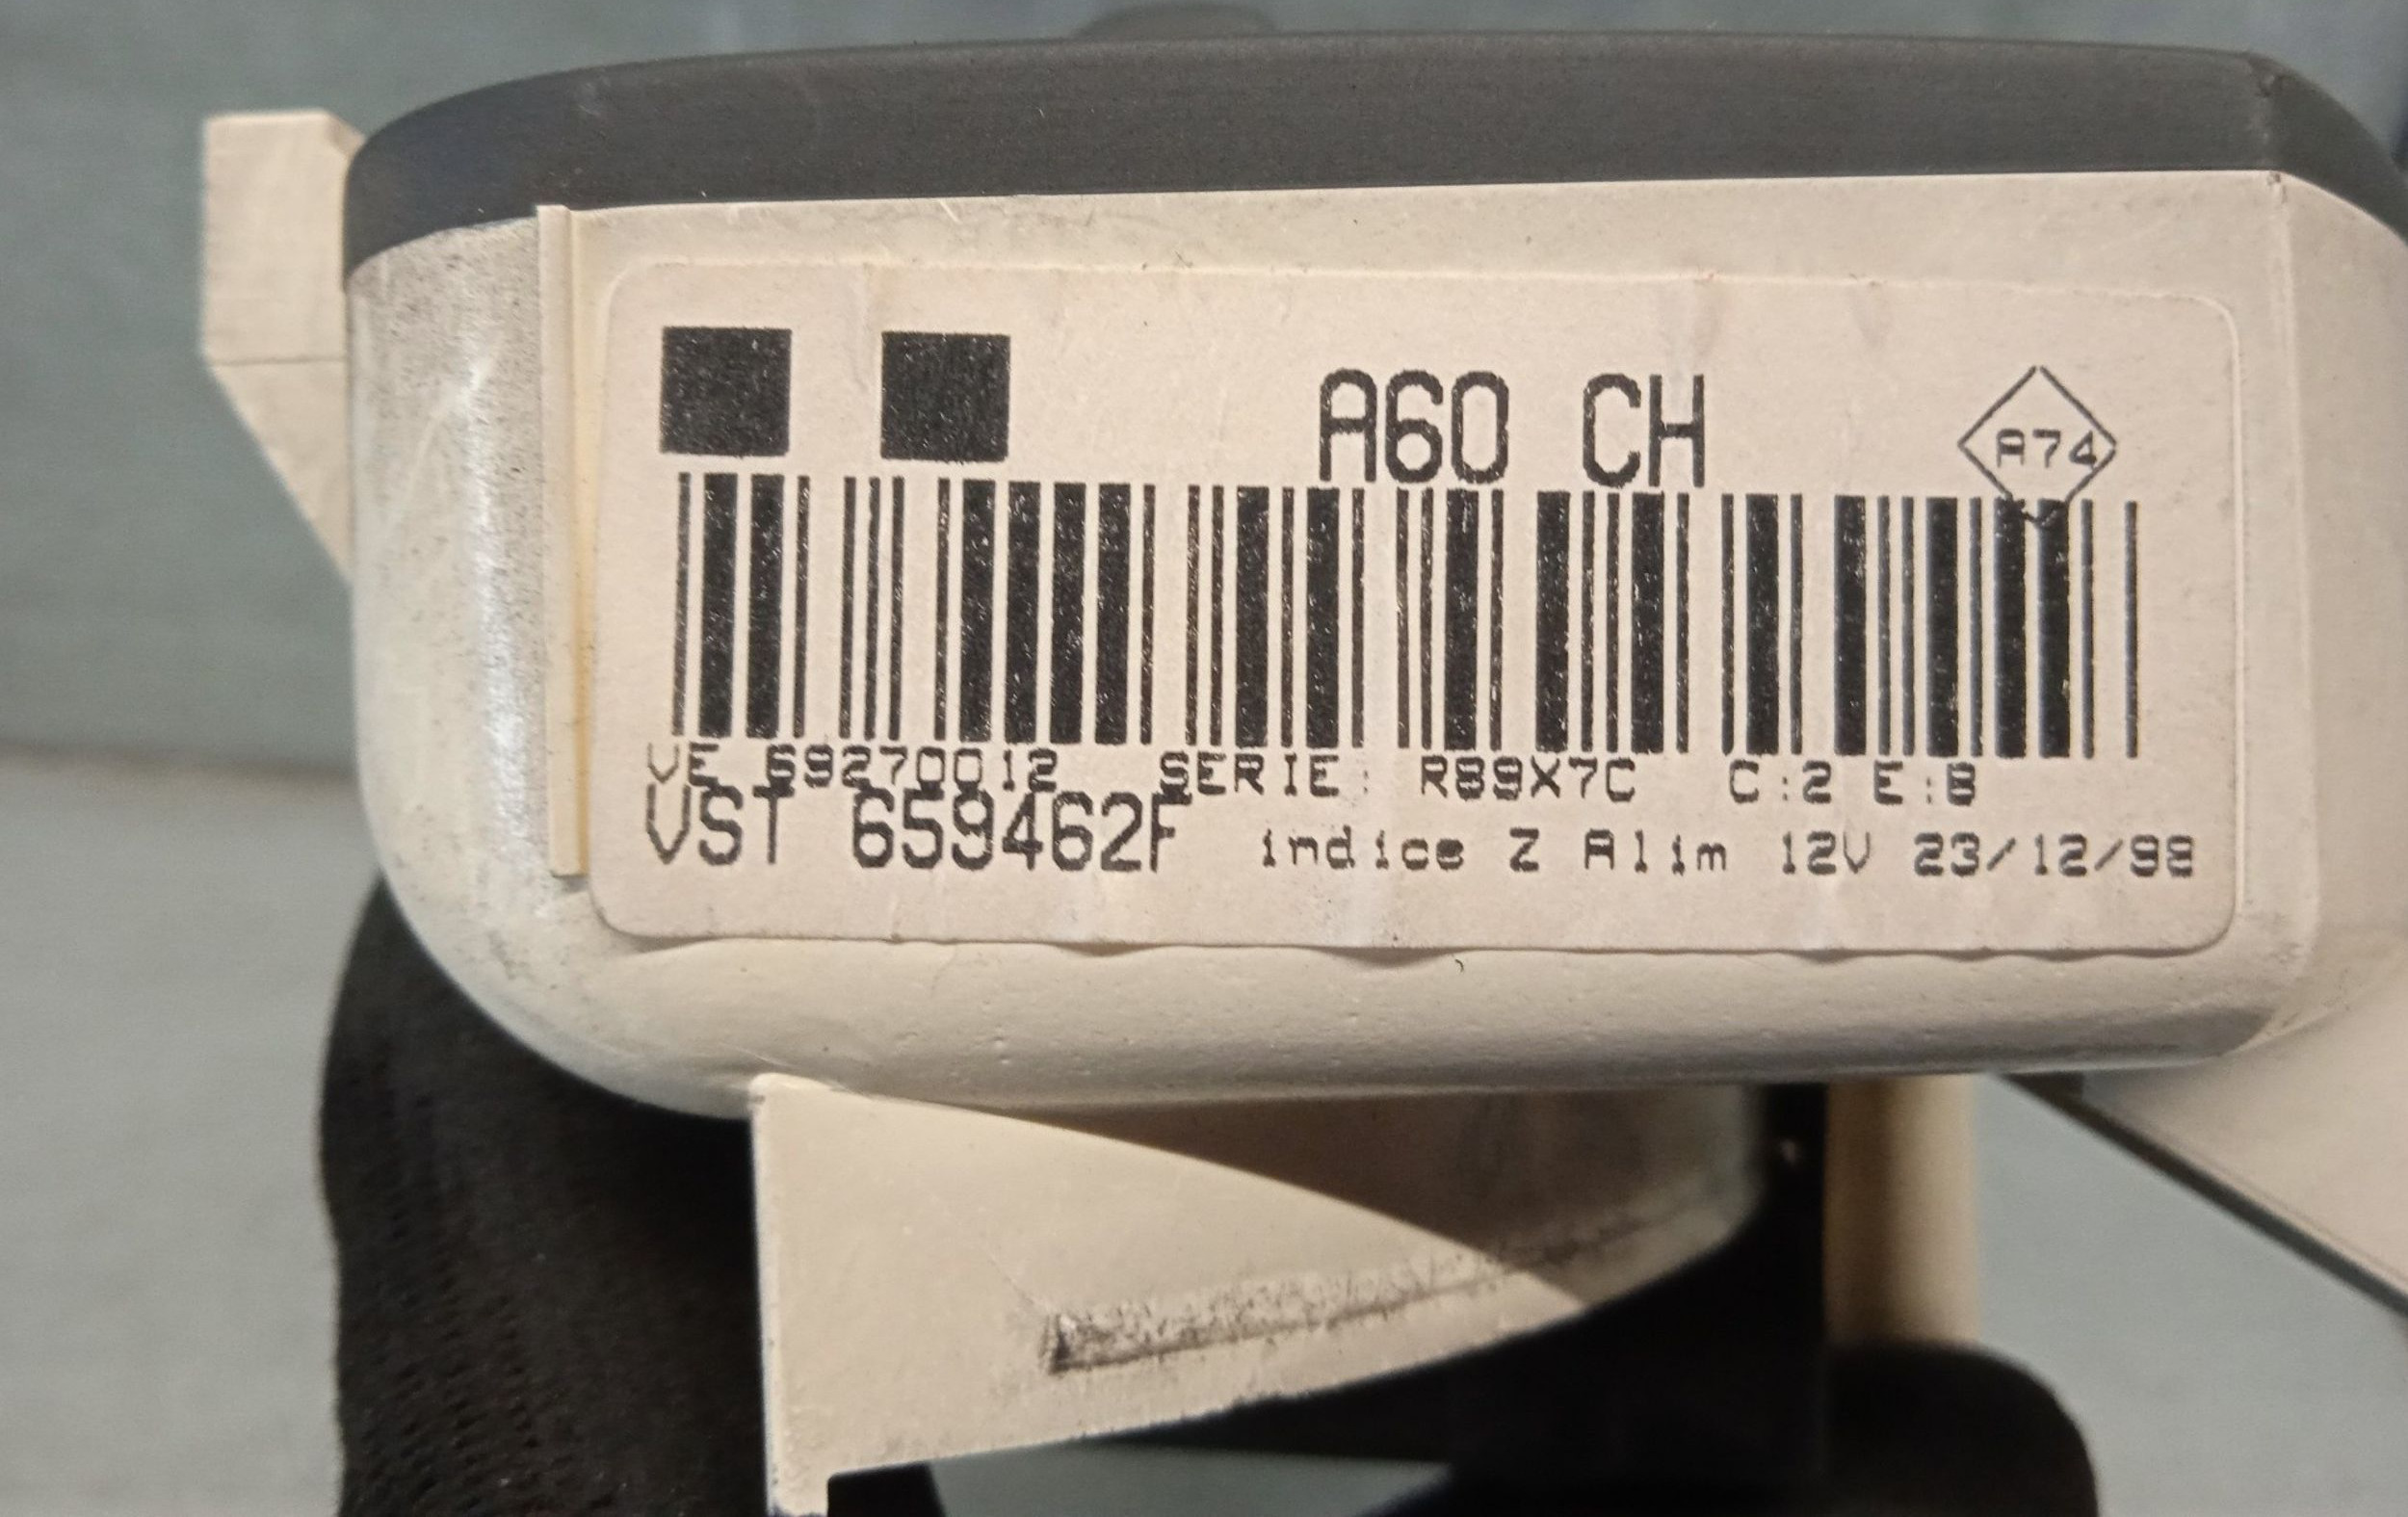 A60 CH
A74
VE 69270012 SERIE: R89X7C C:2 E:B
VST 659462F indice Z Alim 12V 23/12/98